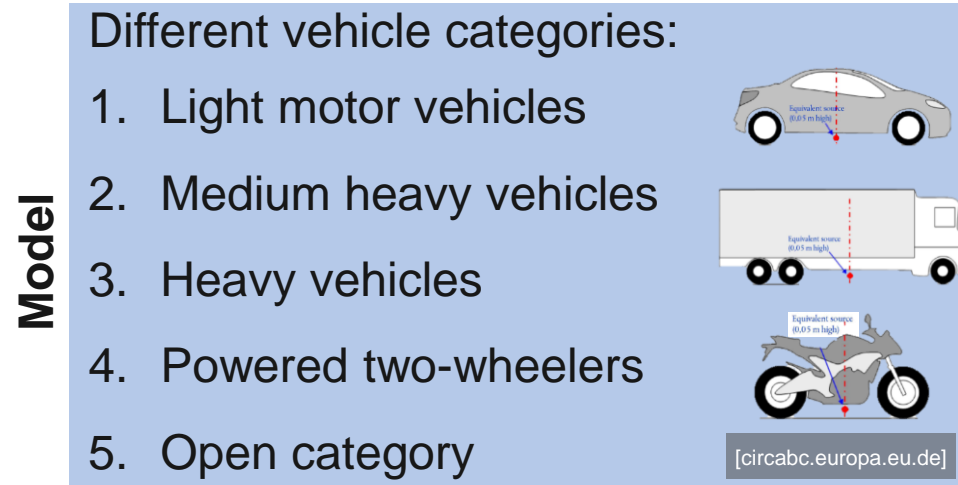 Model
Different vehicle categories:
1. Light motor vehicles
2. Medium heavy vehicles
3. Heavy vehicles
4. Powered two-wheelers
5. Open category
Equivalent source
(0,05 m high)
Equivalent source
(0,05 m high)
Equivalent source
(0,05 m high)
[circabc.europa.eu.de]